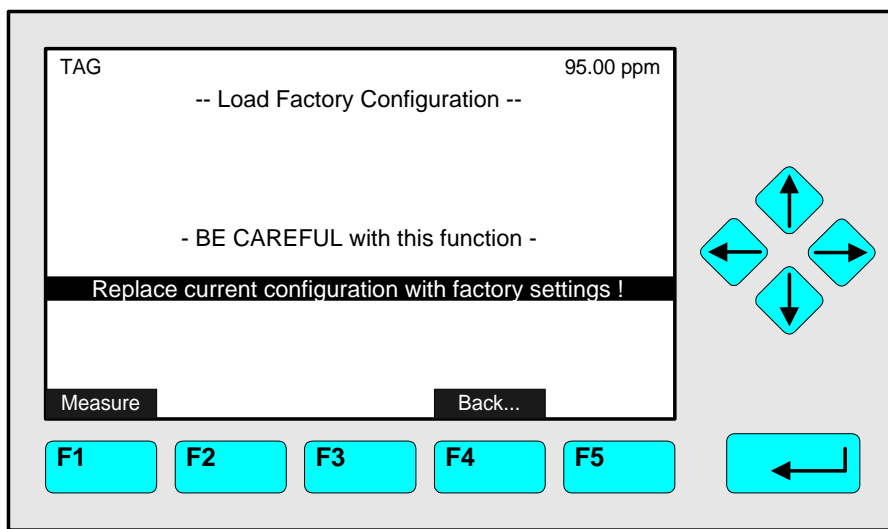 TAG 95.00 ppm
-- Load Factory Configuration --
- BE CAREFUL with this function -
Replace current configuration with factory settings !
Measure Back...
F1 F2 F3 F4 F5